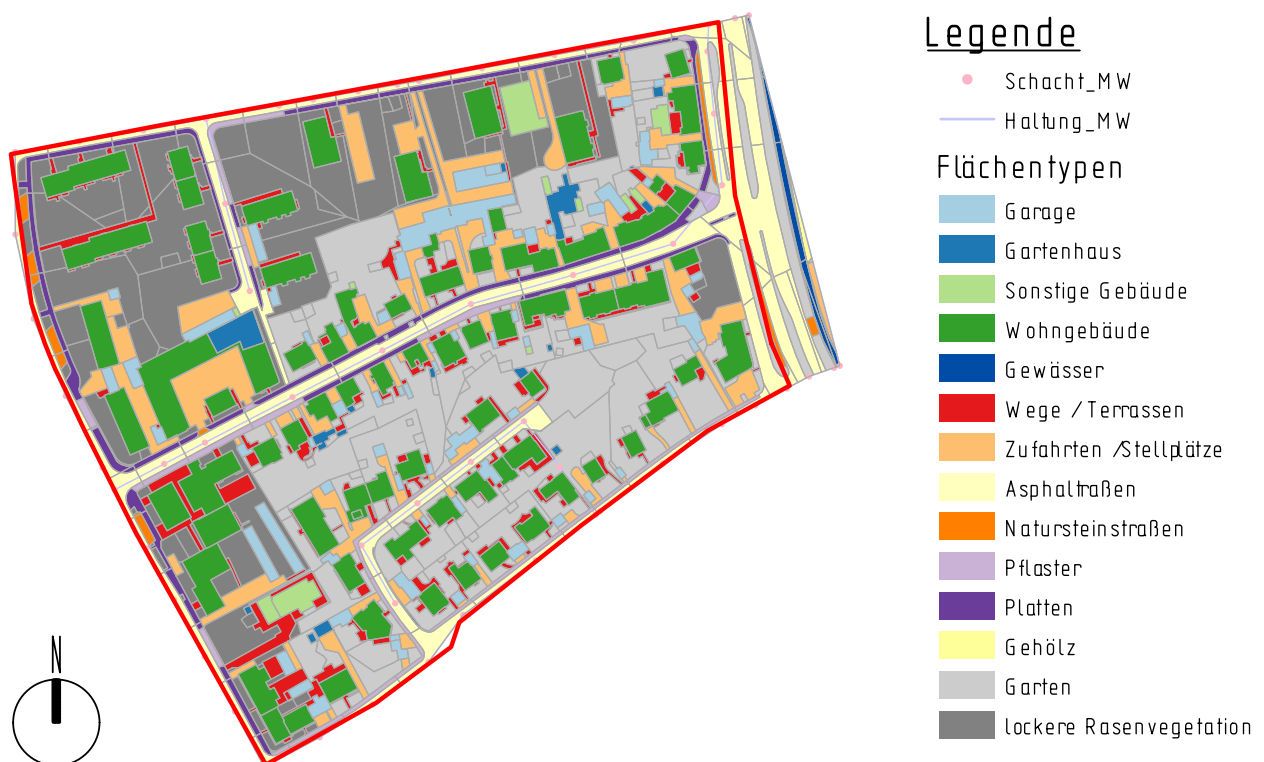 Legende
Schacht_MW
Haltung_MW
Flächentypen
Garage
Gartenhaus
Sonstige Gebäude
Wohngebäude
Gewässer
Wege / Terrassen
Zufahrten /Stellplätze
Asphaltraßen
Natursteinstraßen
Pflaster
Platten
Gehölz
Garten
lockere Rasenvegetation
N